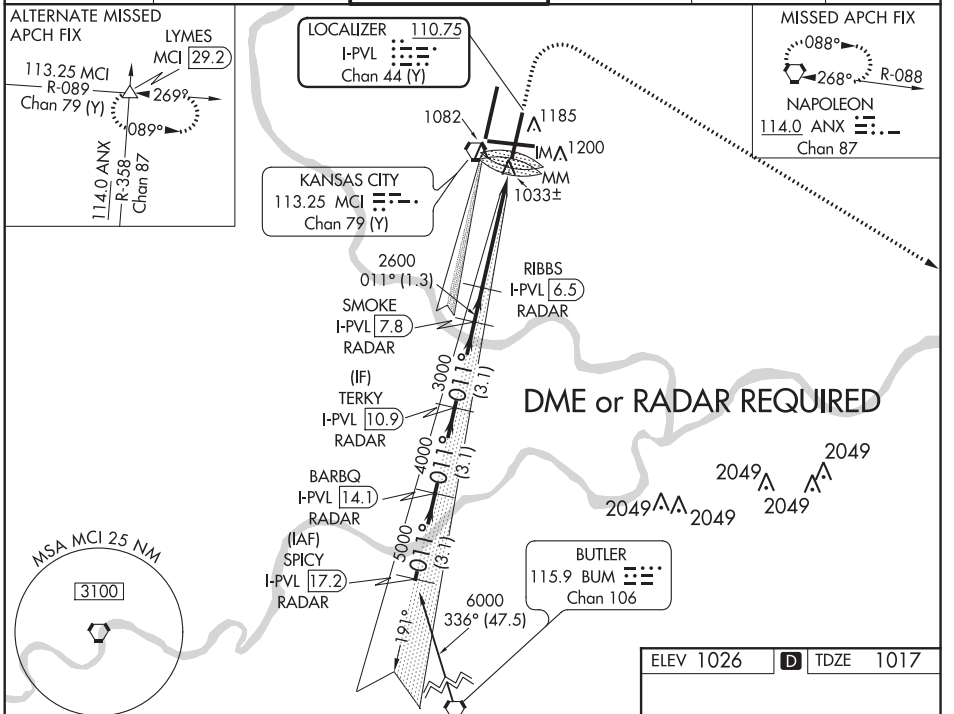 ALTERNATE MISSED
APCH FIX
LYMES
MCI 29.2
113.25 MCI
R-089
Chan 79 (Y)
269°
089°
114.0 ANX
R-358
Chan 87
LOCALIZER 110.75
I-PVL
Chan 44 (Y)
MISSED APCH FIX
088°
268°
R-088
NAPOLEON
114.0 ANX
Chan 87
1082
1185
IM
1200
MM
1033±
KANSAS CITY
113.25 MCI
Chan 79 (Y)
2600
011° (1.3)
RIBBS
I-PVL 6.5
RADAR
SMOKE
I-PVL 7.8
RADAR
3000
011°
(3.1)
(IF)
TERKY
I-PVL 10.9
RADAR
DME or RADAR REQUIRED
4000
011°
(3.1)
BARBQ
I-PVL 14.1
RADAR
2049
2049
2049
2049
2049
5000
011°
(3.1)
(IAF)
SPICY
I-PVL 17.2
RADAR
MSA MCI 25 NM
3100
BUTLER
115.9 BUM
Chan 106
6000
336° (47.5)
191°
ELEV 1026
D
TDZE 1017